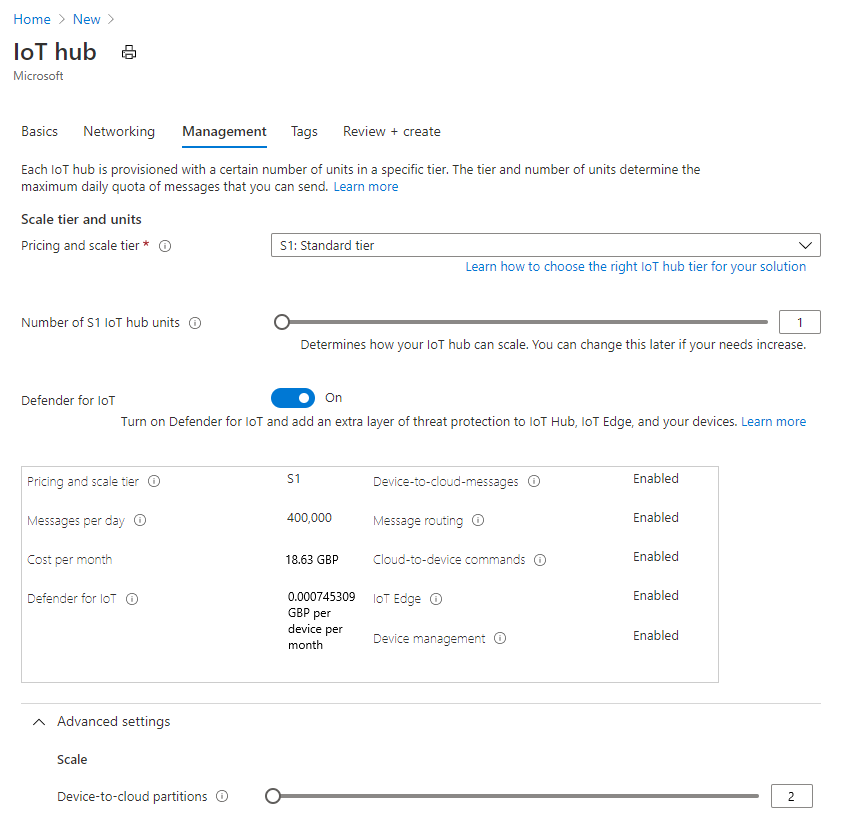 Home > New >
IoT hub
Microsoft
Basics Networking Management Tags Review + create
Each IoT hub is provisioned with a certain number of units in a specific tier. The tier and number of units determine the
maximum daily quota of messages that you can send. Learn more
Scale tier and units
Pricing and scale tier *
S1: Standard tier
Learn how to choose the right IoT hub tier for your solution
Number of S1 IoT hub units
1
Determines how your IoT hub can scale. You can change this later if your needs increase.
Defender for IoT
On
Turn on Defender for IoT and add an extra layer of threat protection to IoT Hub, IoT Edge, and your devices. Learn more
Pricing and scale tier S1 Device-to-cloud-messages Enabled
Messages per day 400,000 Message routing Enabled
Cost per month 18.63 GBP Cloud-to-device commands Enabled
Defender for IoT 0.000745309 IoT Edge Enabled
GBP per
device per
month
Device management Enabled
Advanced settings
Scale
Device-to-cloud partitions 2